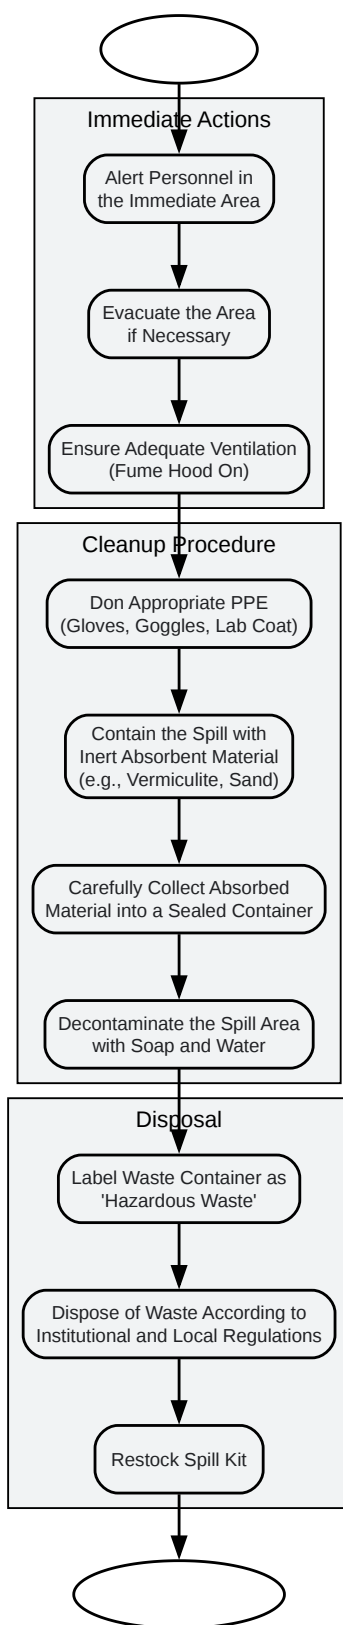 Immediate Actions
Alert Personnel in
the Immediate Area
Evacuate the Area
if Necessary
Ensure Adequate Ventilation
(Fume Hood On)
Cleanup Procedure
Don Appropriate PPE
(Gloves, Goggles, Lab Coat)
Contain the Spill with
Inert Absorbent Material
(e.g., Vermiculite, Sand)
Carefully Collect Absorbed
Material into a Sealed Container
Decontaminate the Spill Area
with Soap and Water
Disposal
Label Waste Container as
'Hazardous Waste'
Dispose of Waste According to
Institutional and Local Regulations
Restock Spill Kit